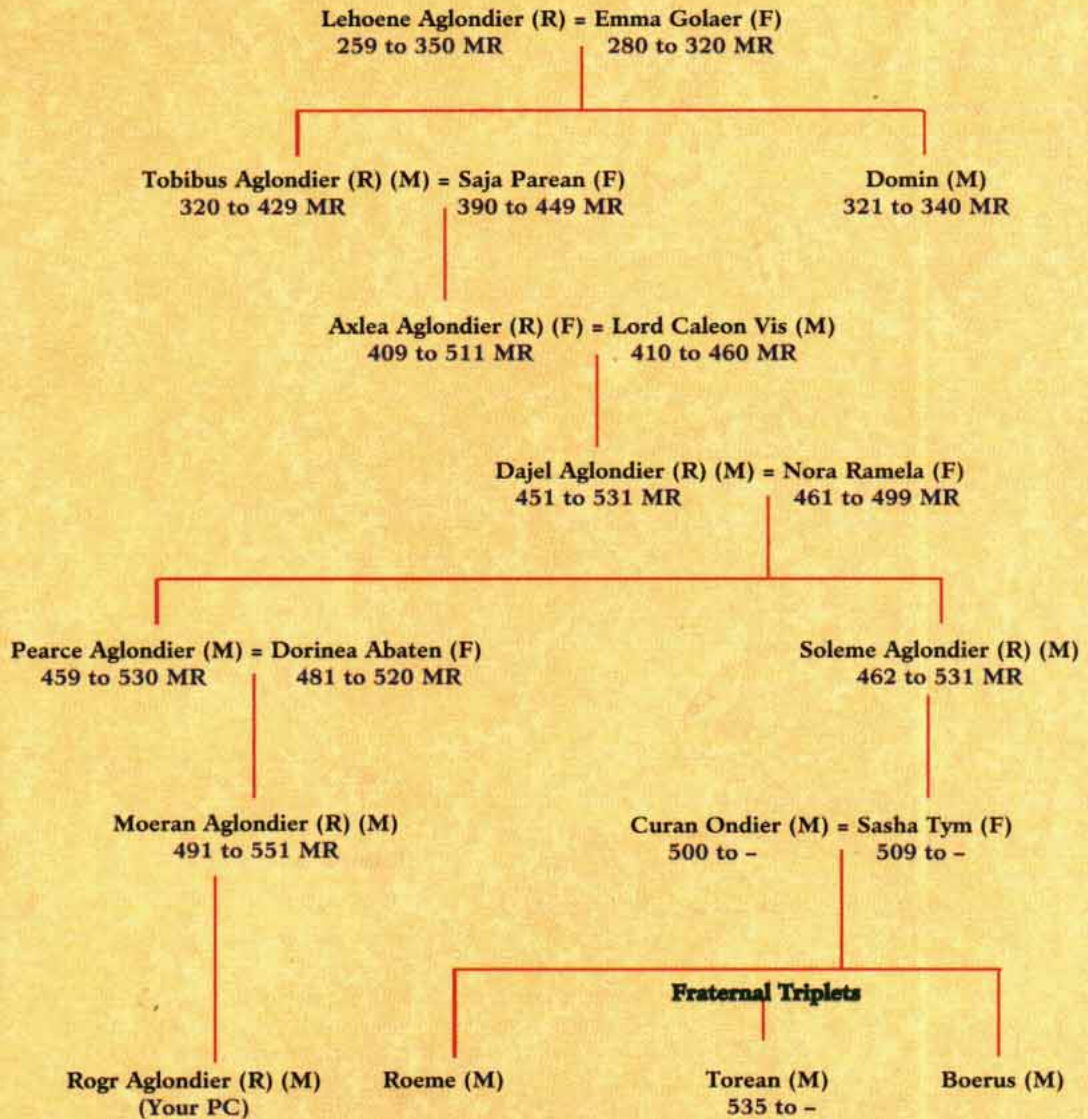 Lehoene Aglondier (R) = Emma Golaer (F)
259 to 350 MR 280 to 320 MR
Tobibus Aglondier (R) (M) = Saja Parean (F) Domin (M)
320 to 429 MR 390 to 449 MR 321 to 340 MR
Axlea Aglondier (R) (F) = Lord Caleon Vis (M)
409 to 511 MR 410 to 460 MR
Dajel Aglondier (R) (M) = Nora Ramela (F)
451 to 531 MR 461 to 499 MR
Pearce Aglondier (M) = Dorinea Abaten (F) Soleme Aglondier (R) (M)
459 to 530 MR 481 to 520 MR 462 to 531 MR
Moeran Aglondier (R) (M) Curan Ondier (M) = Sasha Tym (F)
491 to 551 MR 500 to – 509 to –
Fraternal Triplets
Rogr Aglondier (R) (M) Roeme (M) Torean (M) Boerus (M)
(Your PC) 535 to –